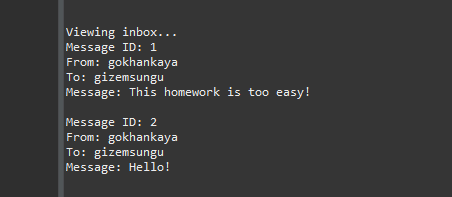 Viewing inbox...
Message ID: 1
From: gokhankaya
To: gizemsungu
Message: This homework is too easy!
Message ID: 2
From: gokhankaya
To: gizemsungu
Message: Hello!